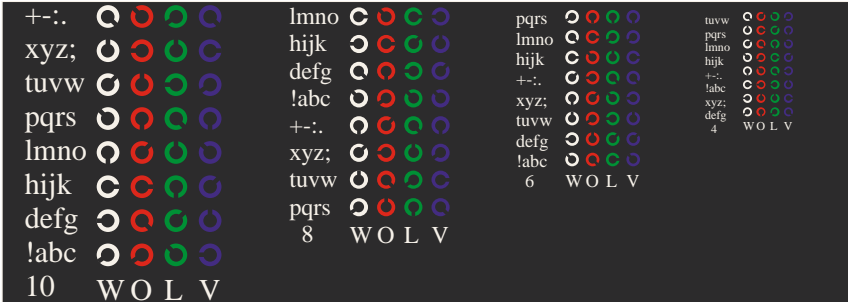 +-:.
xyz;
tuvw
pqrs
lmno
hijk
defg
!abc
10 W O L V
lmno
hijk
defg
!abc
+-:.
xyz;
tuvw
pqrs
8 W O L V
pqrs
lmno
hijk
+-:.
xyz;
tuvw
defg
!abc
6 W O L V
tuvw
pqrs
lmno
hijk
+-:.
!abc
xyz;
defg
4 W O L V